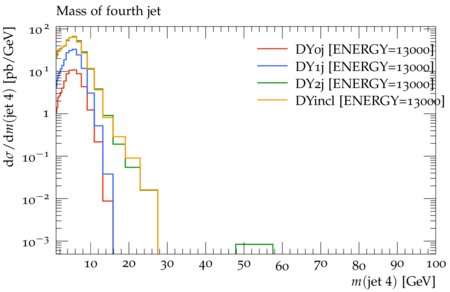 Mass of fourth jet
DY0j [ENERGY=13000]
DY1j [ENERGY=13000]
DY2j [ENERGY=13000]
DYincl [ENERGY=13000]
dσ/dm(jet 4) [pb/GeV]
10²
10¹
1
10⁻¹
10⁻²
10⁻³
10 20 30 40 50 60 70 80 90 100
m(jet 4) [GeV]